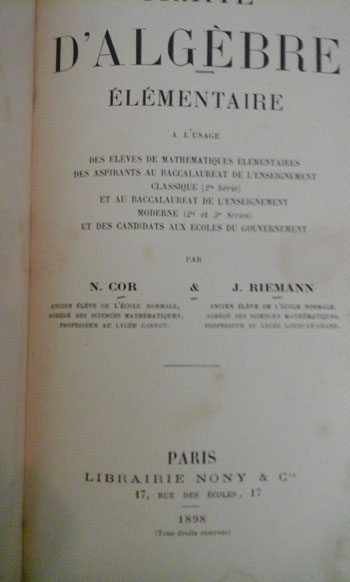 TRAITÉ
D'ALGÈBRE
ÉLÉMENTAIRE
A L'USAGE
DES ÉLÈVES DE MATHÉMATIQUES ÉLÉMENTAIRES
DES ASPIRANTS AU BACCALAURÉAT DE L'ENSEIGNEMENT
CLASSIQUE (2e Série)
ET AU BACCALAURÉAT DE L'ENSEIGNEMENT
MODERNE (2e et 3e Séries)
ET DES CANDIDATS AUX ECOLES DU GOUVERNEMENT
PAR
N. COR & J. RIEMANN
ANCIEN ÉLÈVE DE L'ÉCOLE NORMALE, ANCIEN ÉLÈVE DE L'ÉCOLE NORMALE,
AGRÉGÉ DES SCIENCES MATHÉMATIQUES, AGRÉGÉ DES SCIENCES MATHÉMATIQUES,
PROFESSEUR AU LYCÉE CARNOT. PROFESSEUR AU LYCÉE LOUIS-LE-GRAND.
PARIS
LIBRAIRIE NONY & Cie
17, RUE DES ÉCOLES, 17
1898
(Tous droits réservés)